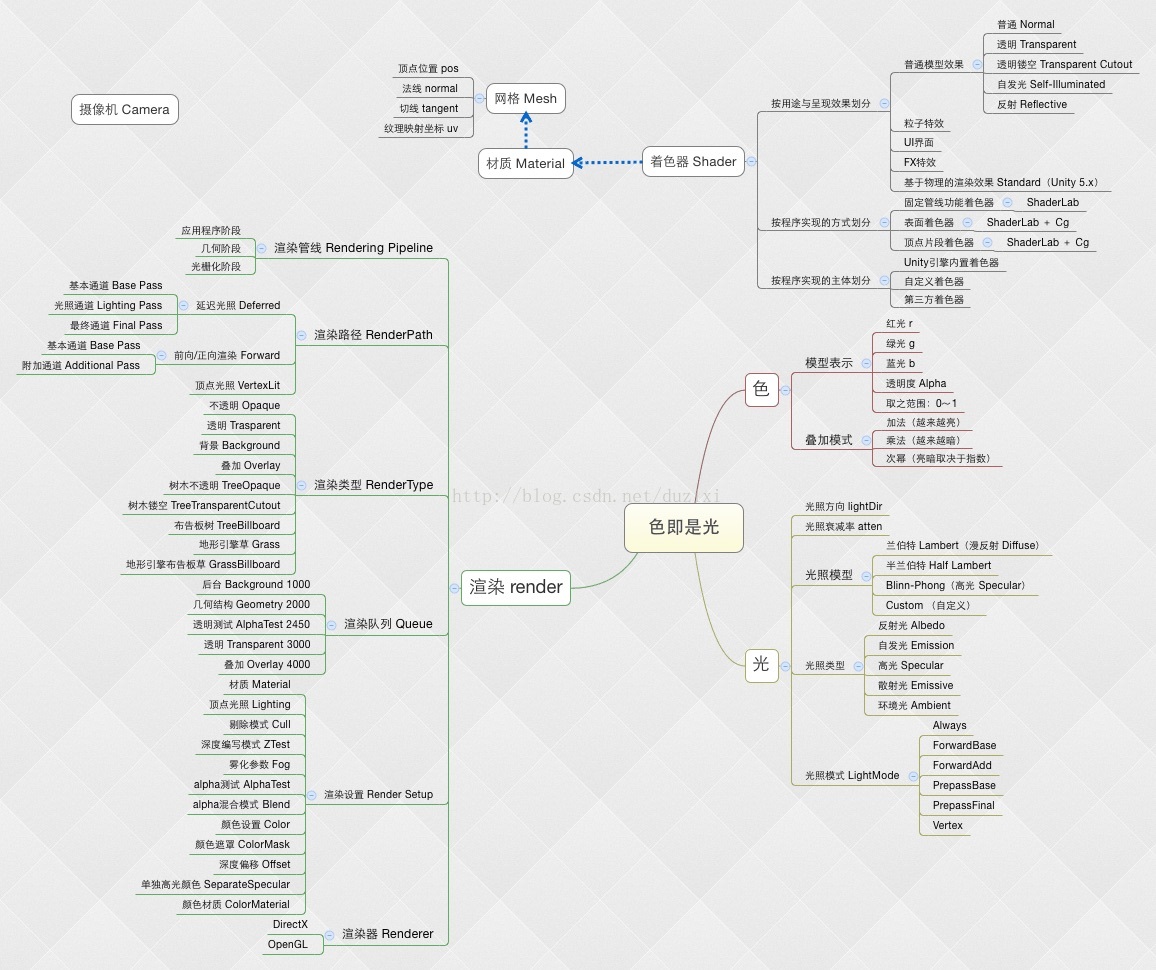 摄像机 Camera
顶点位置 pos
法线 normal
切线 tangent
纹理映射坐标 uv
网格 Mesh
材质 Material
着色器 Shader
按用途与呈现效果划分
普通模型效果
普通 Normal
透明 Transparent
透明镂空 Transparent Cutout
自发光 Self-Illuminated
反射 Reflective
粒子特效
UI界面
FX特效
基于物理的渲染效果 Standard（Unity 5.x）
按程序实现的方式划分
固定管线功能着色器
ShaderLab
表面着色器
ShaderLab + Cg
顶点片段着色器
ShaderLab + Cg
按程序实现的主体划分
Unity引擎内置着色器
自定义着色器
第三方着色器
色即是光
色
模型表示
红光 r
绿光 g
蓝光 b
透明度 Alpha
取之范围：0～1
叠加模式
加法（越来越亮）
乘法（越来越暗）
次幂（亮暗取决于指数）
光
光照方向 lightDir
光照衰减率 atten
光照模型
兰伯特 Lambert（漫反射 Diffuse）
半兰伯特 Half Lambert
Blinn-Phong（高光 Specular）
Custom （自定义）
光照类型
反射光 Albedo
自发光 Emission
高光 Specular
散射光 Emissive
环境光 Ambient
光照模式 LightMode
Always
ForwardBase
ForwardAdd
PrepassBase
PrepassFinal
Vertex
渲染 render
渲染管线 Rendering Pipeline
应用程序阶段
几何阶段
光栅化阶段
渲染路径 RenderPath
延迟光照 Deferred
基本通道 Base Pass
光照通道 Lighting Pass
最终通道 Final Pass
前向/正向渲染 Forward
基本通道 Base Pass
附加通道 Additional Pass
顶点光照 VertexLit
渲染类型 RenderType
不透明 Opaque
透明 Trasparent
背景 Background
叠加 Overlay
树木不透明 TreeOpaque
树木镂空 TreeTransparentCutout
布告板树 TreeBillboard
地形引擎草 Grass
地形引擎布告板草 GrassBillboard
渲染队列 Queue
后台 Background 1000
几何结构 Geometry 2000
透明测试 AlphaTest 2450
透明 Transparent 3000
叠加 Overlay 4000
渲染设置 Render Setup
材质 Material
顶点光照 Lighting
剔除模式 Cull
深度编写模式 ZTest
雾化参数 Fog
alpha测试 AlphaTest
alpha混合模式 Blend
颜色设置 Color
颜色遮罩 ColorMask
深度偏移 Offset
单独高光颜色 SeparateSpecular
颜色材质 ColorMaterial
渲染器 Renderer
DirectX
OpenGL